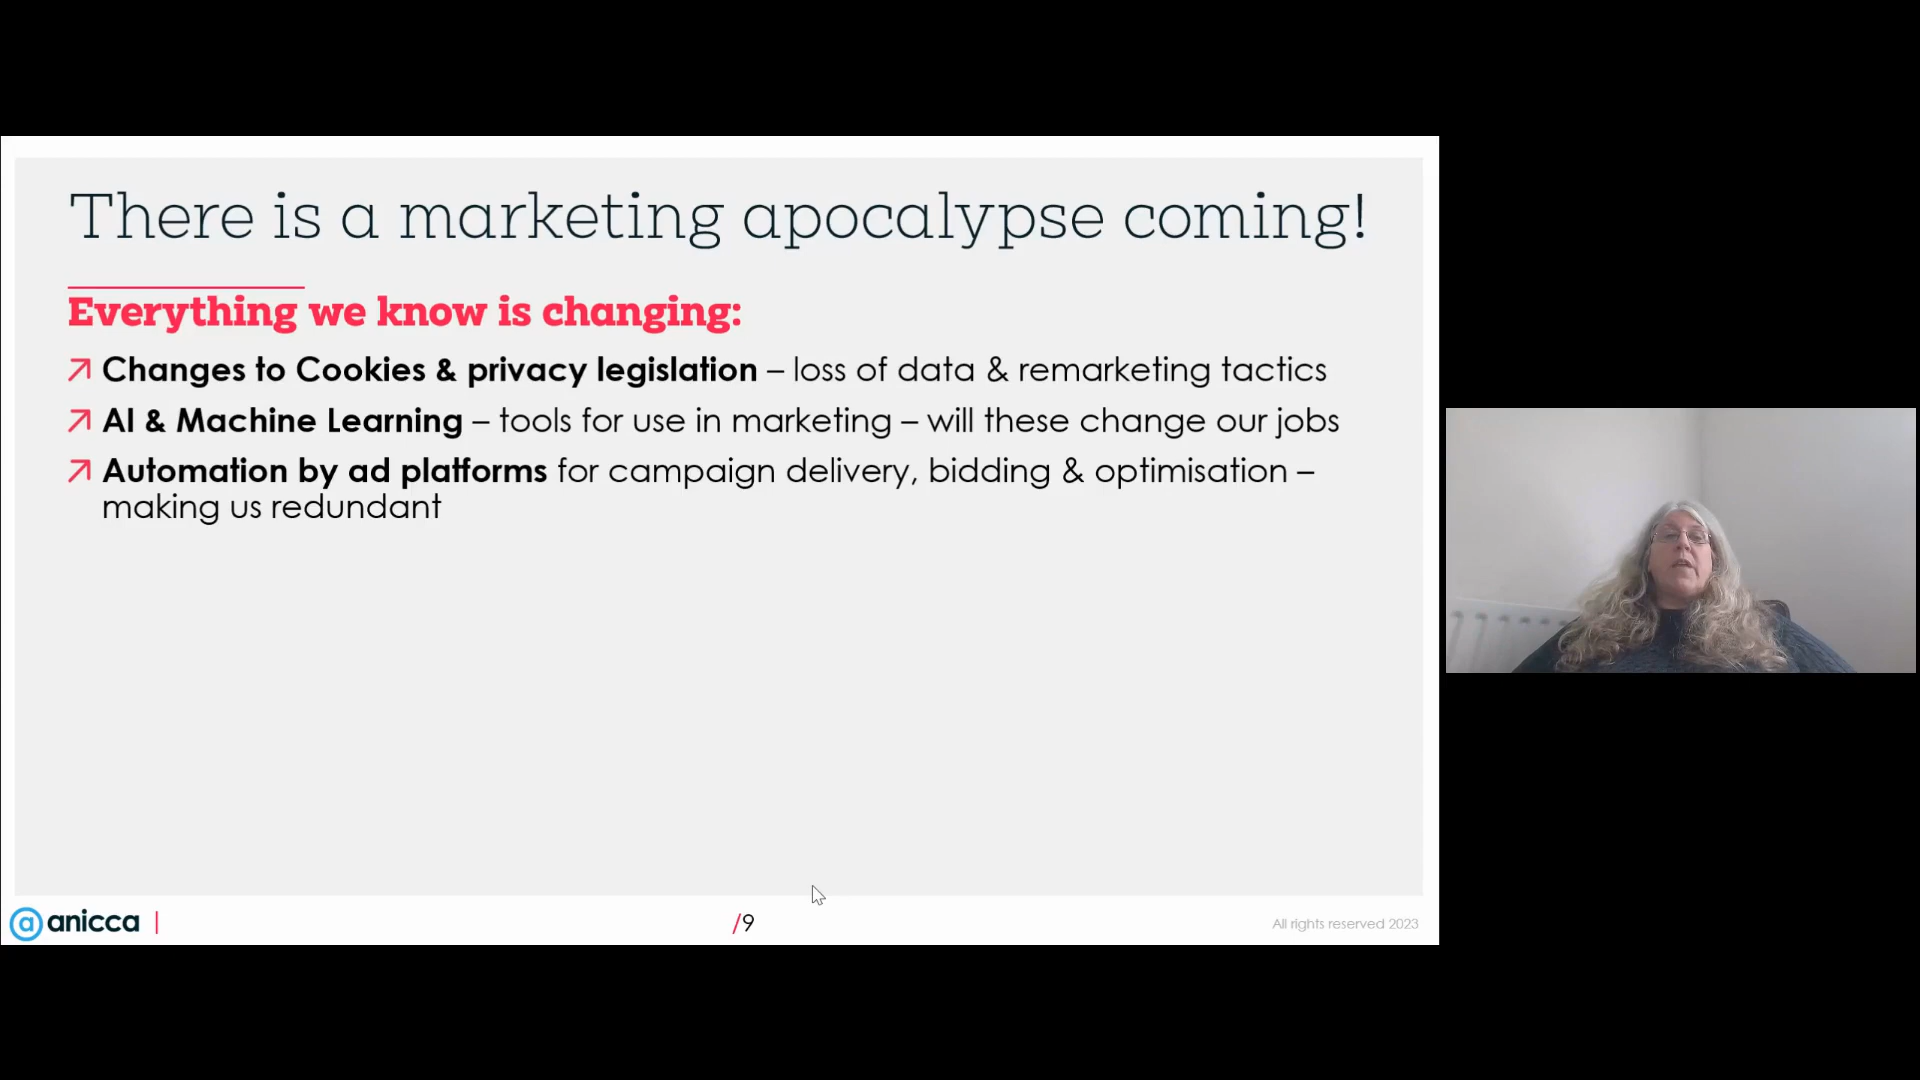 There is a marketing apocalypse coming!
Everything we know is changing:
Changes to Cookies & privacy legislation – loss of data & remarketing tactics
AI & Machine Learning – tools for use in marketing – will these change our jobs
Automation by ad platforms for campaign delivery, bidding & optimisation –
making us redundant
@ anicca |
/9
All rights reserved 2023